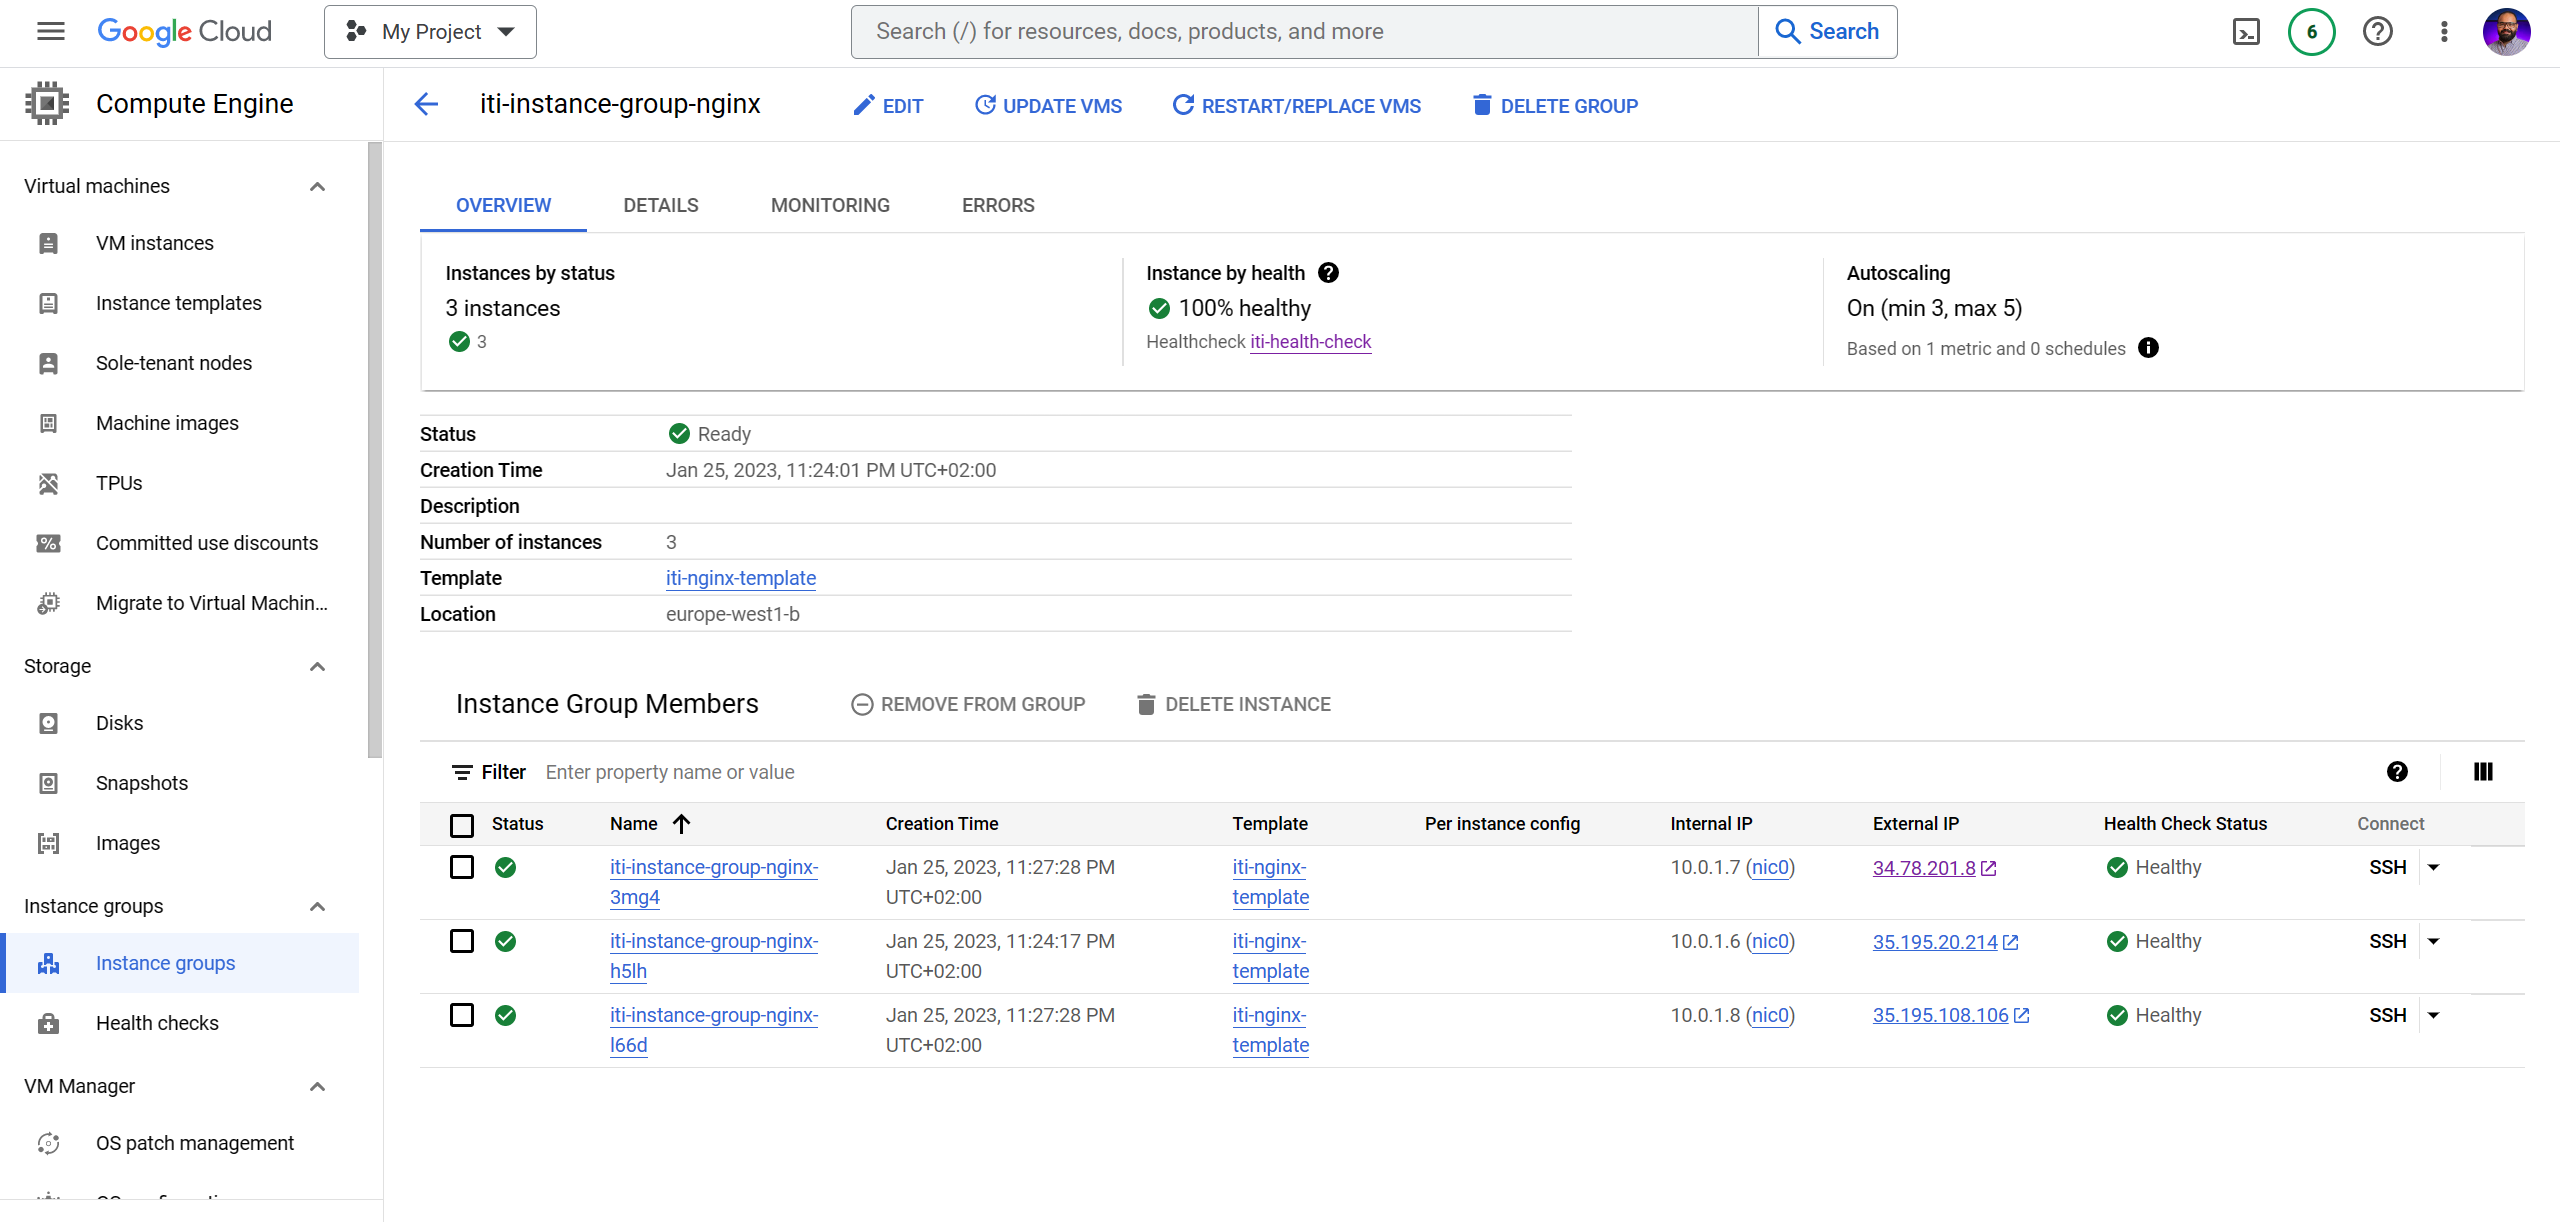 Google Cloud
My Project
Search (/) for resources, docs, products, and more
Search
6
Compute Engine
iti-instance-group-nginx
EDIT
UPDATE VMS
RESTART/REPLACE VMS
DELETE GROUP
Virtual machines
VM instances
Instance templates
Sole-tenant nodes
Machine images
TPUs
Committed use discounts
Migrate to Virtual Machin...
Storage
Disks
Snapshots
Images
Instance groups
Instance groups
Health checks
VM Manager
OS patch management
OVERVIEW
DETAILS
MONITORING
ERRORS
Instances by status
3 instances
3
Instance by health
100% healthy
Healthcheck iti-health-check
Autoscaling
On (min 3, max 5)
Based on 1 metric and 0 schedules
Status Ready
Creation Time Jan 25, 2023, 11:24:01 PM UTC+02:00
Description
Number of instances 3
Template iti-nginx-template
Location europe-west1-b
Instance Group Members
REMOVE FROM GROUP
DELETE INSTANCE
Filter Enter property name or value
Status Name Creation Time Template Per instance config Internal IP External IP Health Check Status Connect
iti-instance-group-nginx- Jan 25, 2023, 11:27:28 PM iti-nginx- 10.0.1.7 (nic0) 34.78.201.8 Healthy SSH
3mg4 UTC+02:00 template
iti-instance-group-nginx- Jan 25, 2023, 11:24:17 PM iti-nginx- 10.0.1.6 (nic0) 35.195.20.214 Healthy SSH
h5lh UTC+02:00 template
iti-instance-group-nginx- Jan 25, 2023, 11:27:28 PM iti-nginx- 10.0.1.8 (nic0) 35.195.108.106 Healthy SSH
l66d UTC+02:00 template